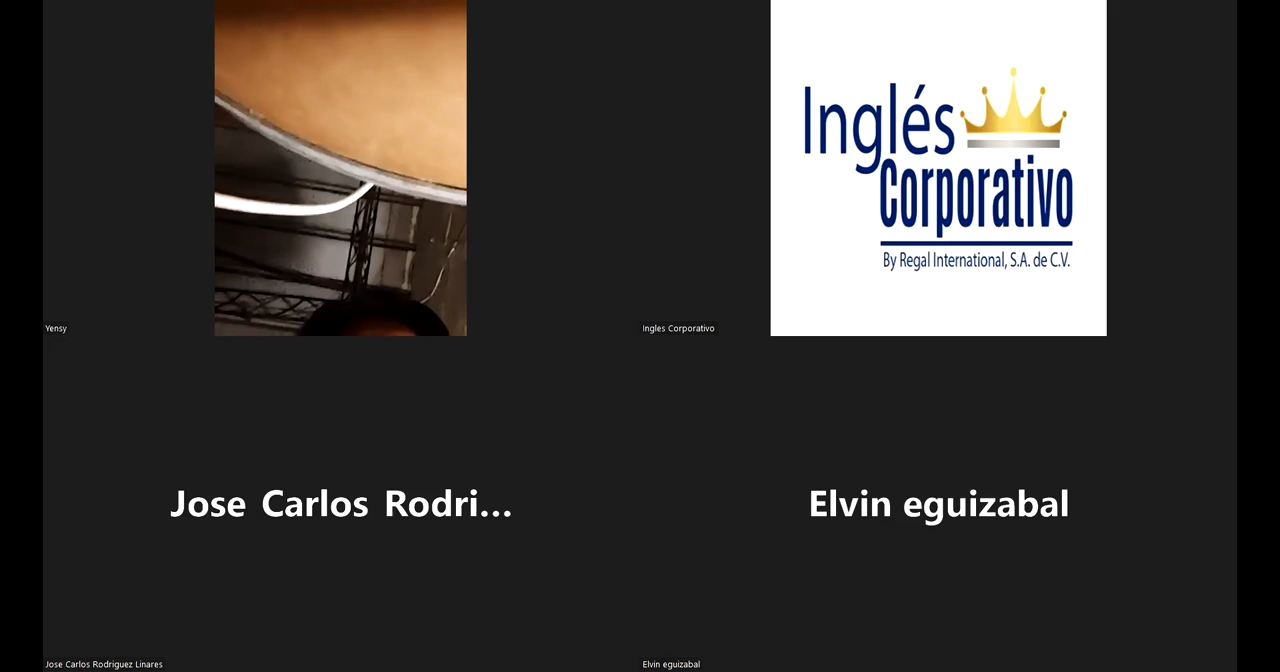 Inglés
Corporativo
By Regal International, S.A. de C.V.
Yensy
Ingles Corporativo
Jose Carlos Rodri...
Elvin eguizabal
Jose Carlos Rodriguez Linares
Elvin eguizabal